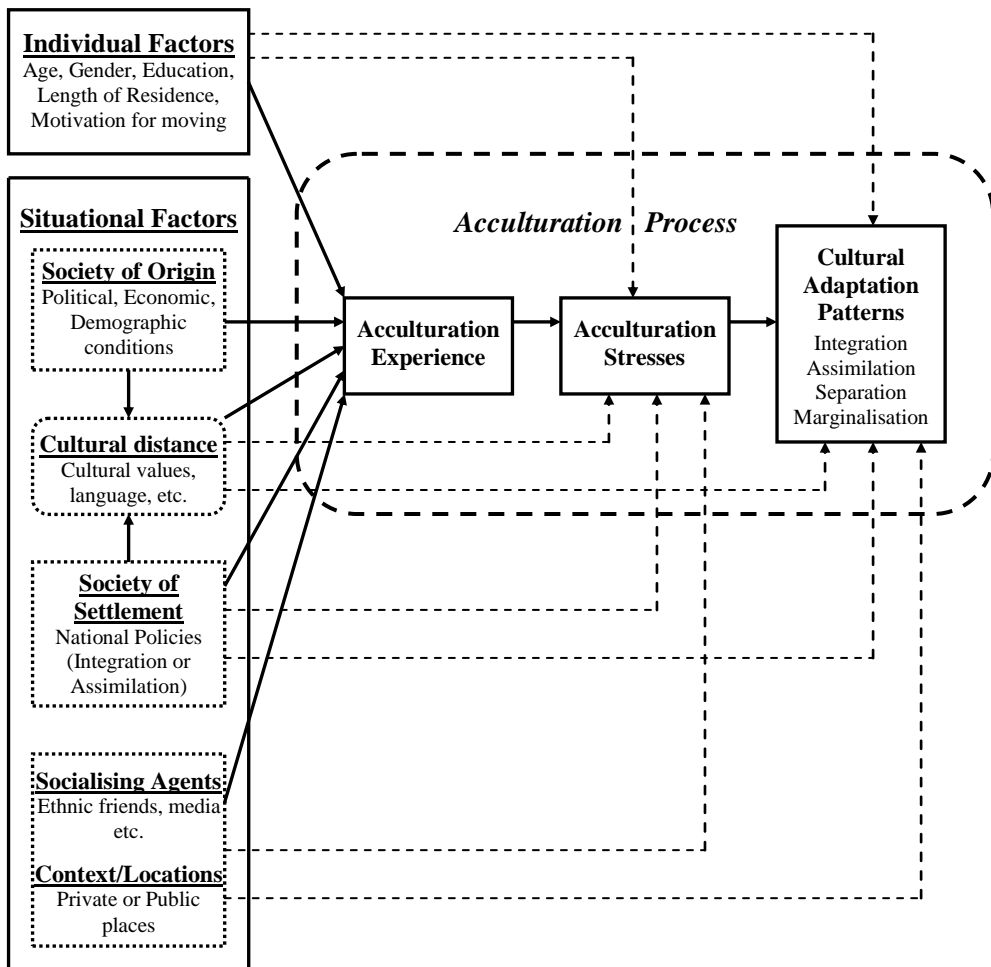 Individual Factors
Age, Gender, Education,
Length of Residence,
Motivation for moving
Situational Factors
Society of Origin
Political, Economic,
Demographic
conditions
Cultural distance
Cultural values,
language, etc.
Society of
Settlement
National Policies
(Integration or
Assimilation)
Socialising Agents
Ethnic friends, media
etc.
Context/Locations
Private or Public
places
Acculturation Process
Acculturation
Experience
Acculturation
Stresses
Cultural
Adaptation
Patterns
Integration
Assimilation
Separation
Marginalisation